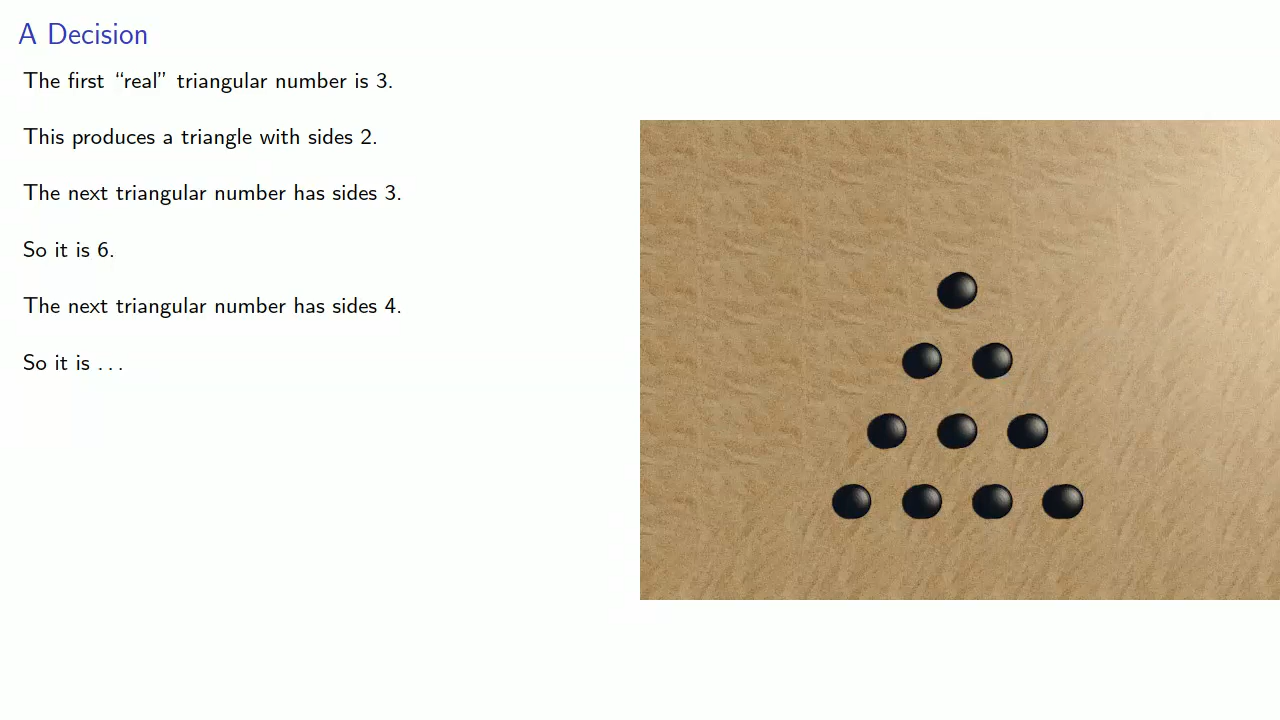 A Decision
The first “real” triangular number is 3.
This produces a triangle with sides 2.
The next triangular number has sides 3.
So it is 6.
The next triangular number has sides 4.
So it is . . .